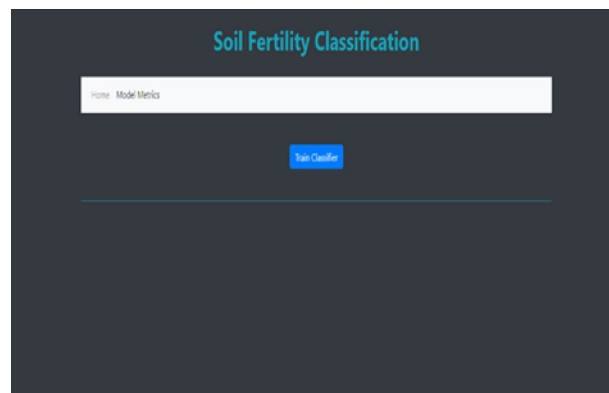 Soil Fertility Classification
Home Model Metrics
Train Classifier